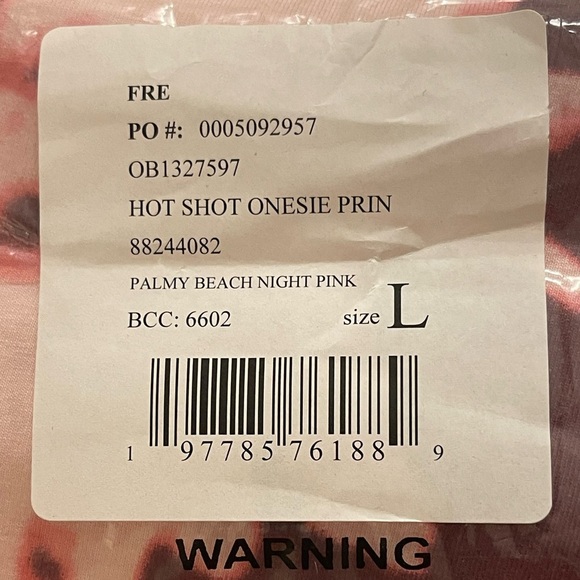 FRE
PO #: 0005092957
OB1327597
HOT SHOT ONESIE PRIN
88244082
PALMY BEACH NIGHT PINK
BCC: 6602 size L
1 97785 76188 9
WARNING